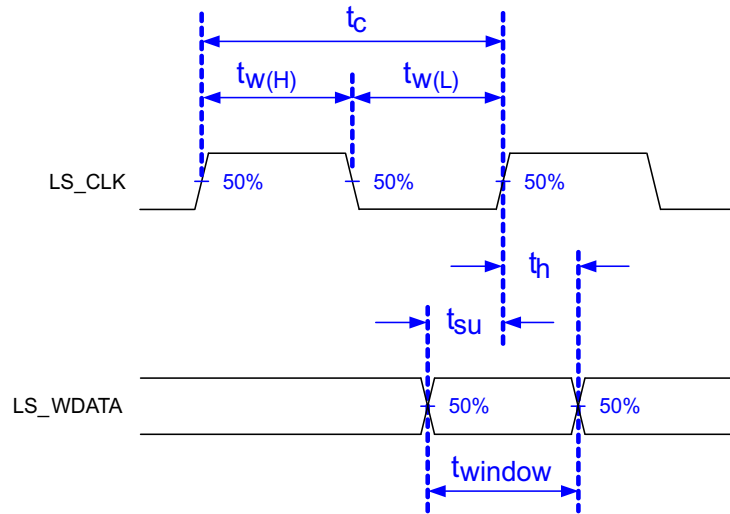 tc
tw(H) tw(L)
LS_CLK 50% 50% 50%
th
tsu
LS_WDATA 50% 50%
twindow